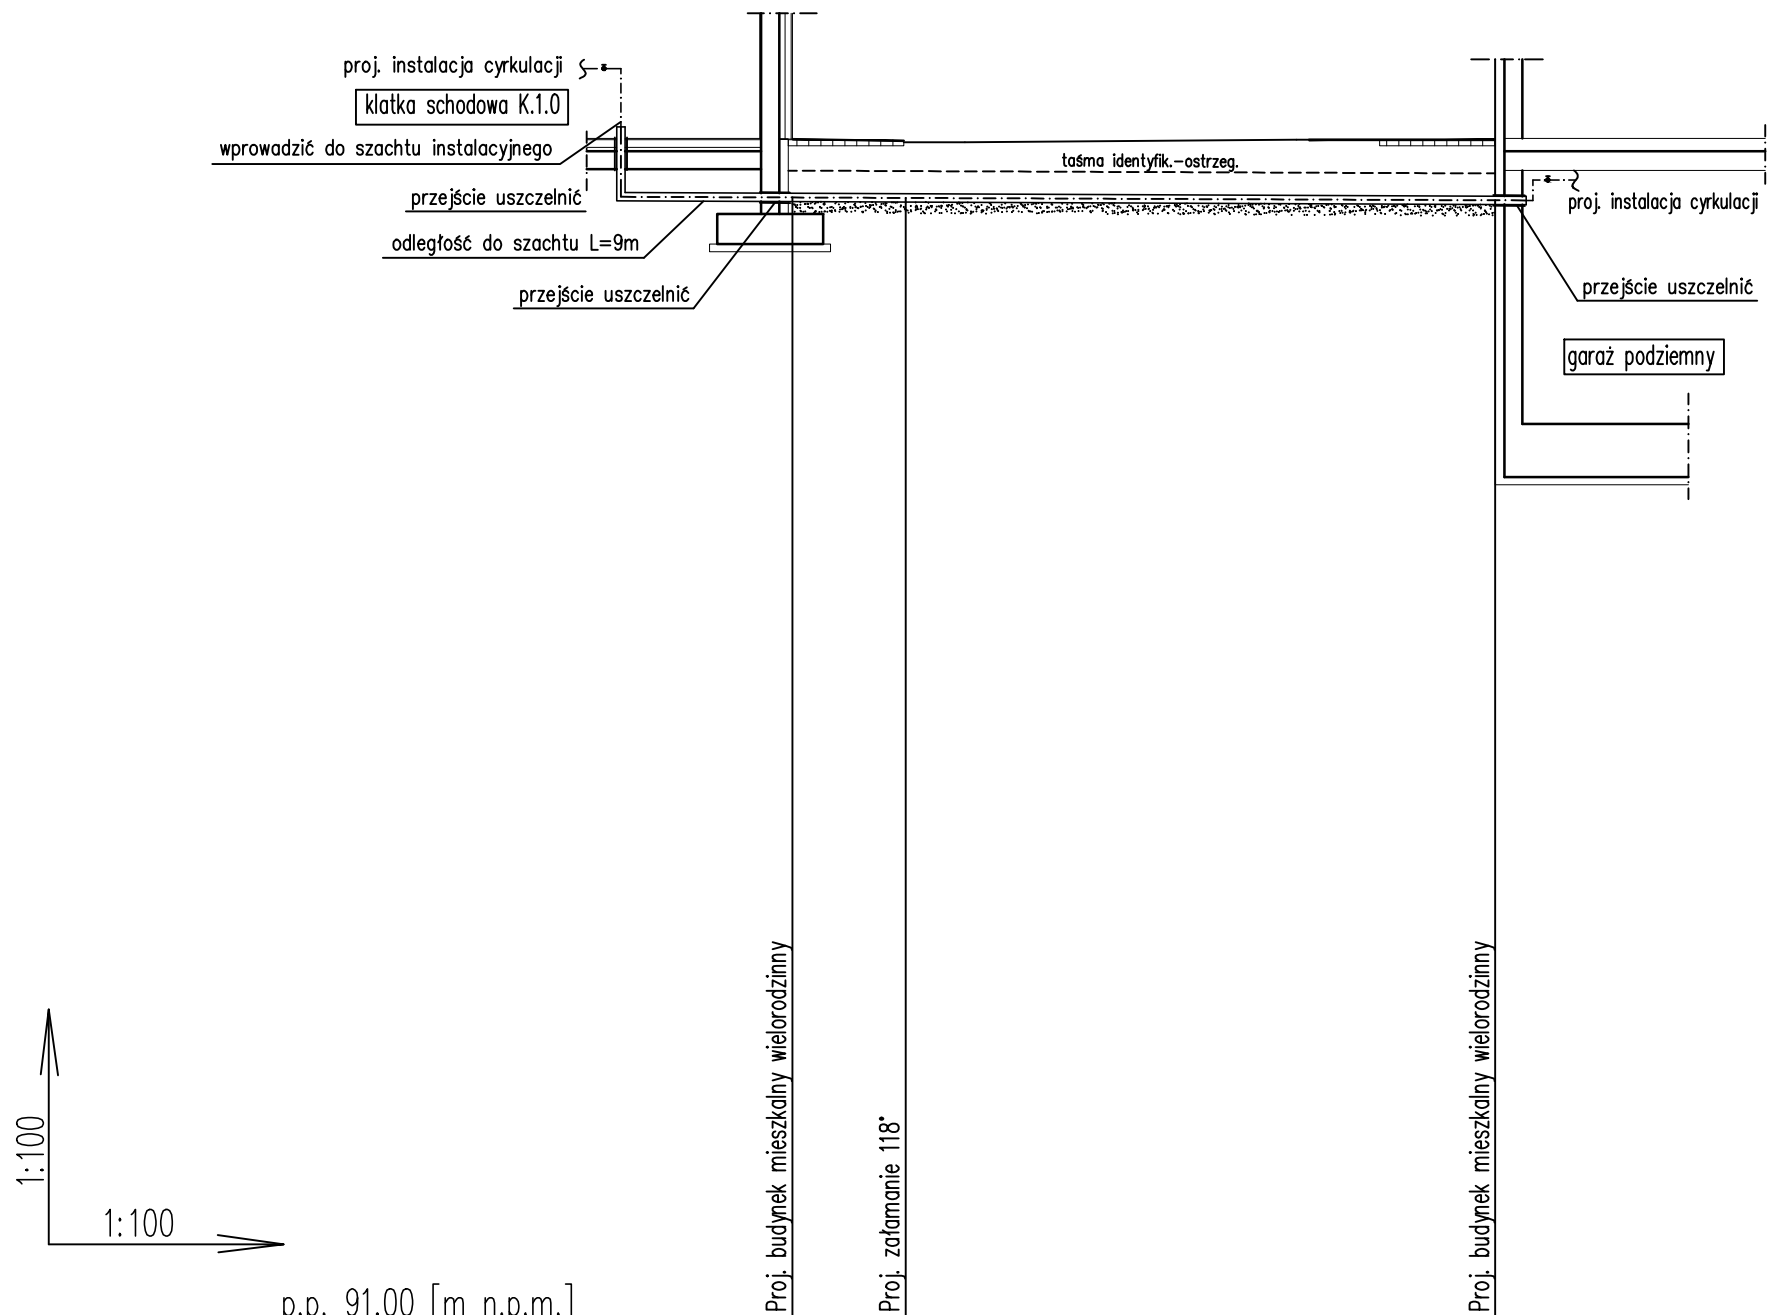 proj. instalacja cyrkulacji
klatka schodowa K.1.0
wprowadzić do szachtu instalacyjnego
taśma identyfik.-ostrzeg.
przejście uszczelnić
proj. instalacja cyrkulacji
odległość do szachtu L=9m
przejście uszczelnić
przejście uszczelnić
garaż podziemny
Proj. budynek mieszkalny wielorodzinny
Proj. załamanie 118°
Proj. budynek mieszkalny wielorodzinny
1:100
1:100
p.p. 91.00 [m n.p.m.]